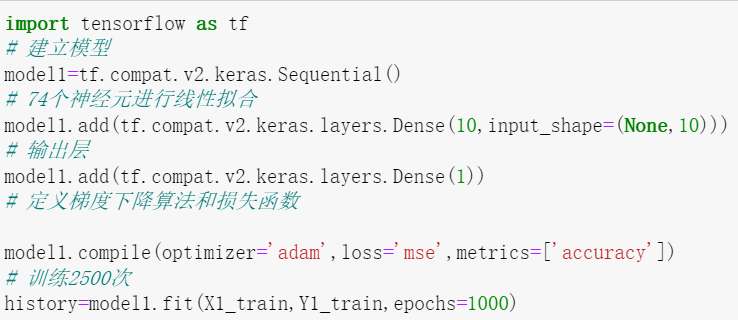 import tensorflow as tf
# 建立模型
model1=tf.compat.v2.keras.Sequential()
# 74个神经元进行线性拟合
model1.add(tf.compat.v2.keras.layers.Dense(10,input_shape=(None,10)))
# 输出层
model1.add(tf.compat.v2.keras.layers.Dense(1))
# 定义梯度下降算法和损失函数
model1.compile(optimizer='adam',loss='mse',metrics=['accuracy'])
# 训练2500次
history=model1.fit(X1_train,Y1_train,epochs=1000)